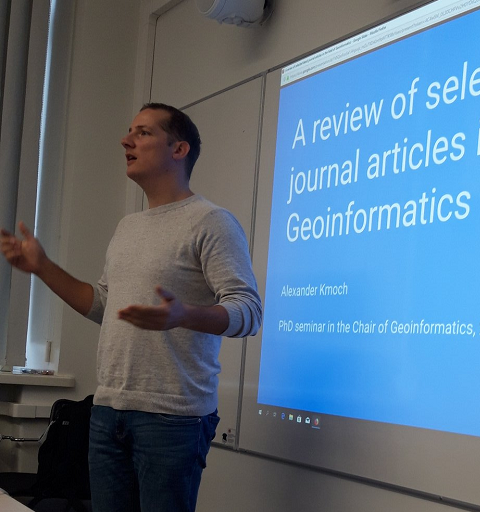 A review of sele
journal articles
Geoinformatics
Alexander Kmoch
PhD seminar in the Chair of Geoinformatics,